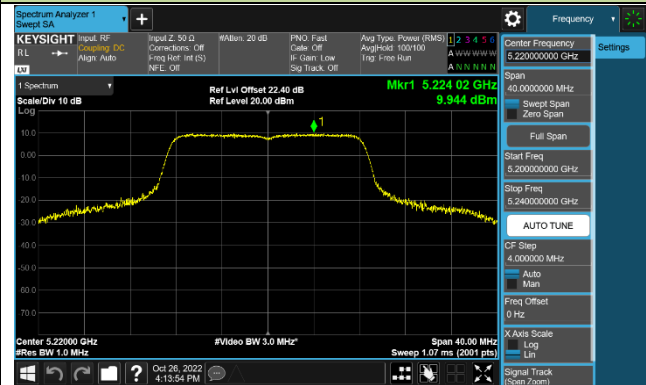 Spectrum Analyzer 1
Swept SA
Frequency
KEYSIGHT
RL
Input: RF
Coupling: DC
Align: Auto
Input Z: 50 Ω
Corrections: Off
Freq Ref: Int (S)
NFE: Off
#Atten: 20 dB
PNO: Fast
Gate: Off
IF Gain: Low
Sig Track: Off
Avg Type: Power (RMS)
Avg|Hold: 100/100
Trig: Free Run
1 2 3 4 5 6
A W W W W W
A N N N N N
1 Spectrum
Scale/Div 10 dB
Log
Ref Lvl Offset 22.40 dB
Ref Level 20.00 dBm
Mkr1 5.224 02 GHz
9.944 dBm
1
10.0
0.00
-10.0
-20.0
-30.0
-40.0
-50.0
-60.0
-70.0
Center 5.22000 GHz
#Res BW 1.0 MHz
#Video BW 3.0 MHz*
Span 40.00 MHz
Sweep 1.07 ms (2001 pts)
Oct 26, 2022
4:13:54 PM
Center Frequency
5.220000000 GHz
Settings
Span
40.0000000 MHz
Swept Span
Zero Span
Full Span
Start Freq
5.200000000 GHz
Stop Freq
5.240000000 GHz
AUTO TUNE
CF Step
4.000000 MHz
Auto
Man
Freq Offset
0 Hz
X Axis Scale
Log
Lin
Signal Track
(Span Zoom)